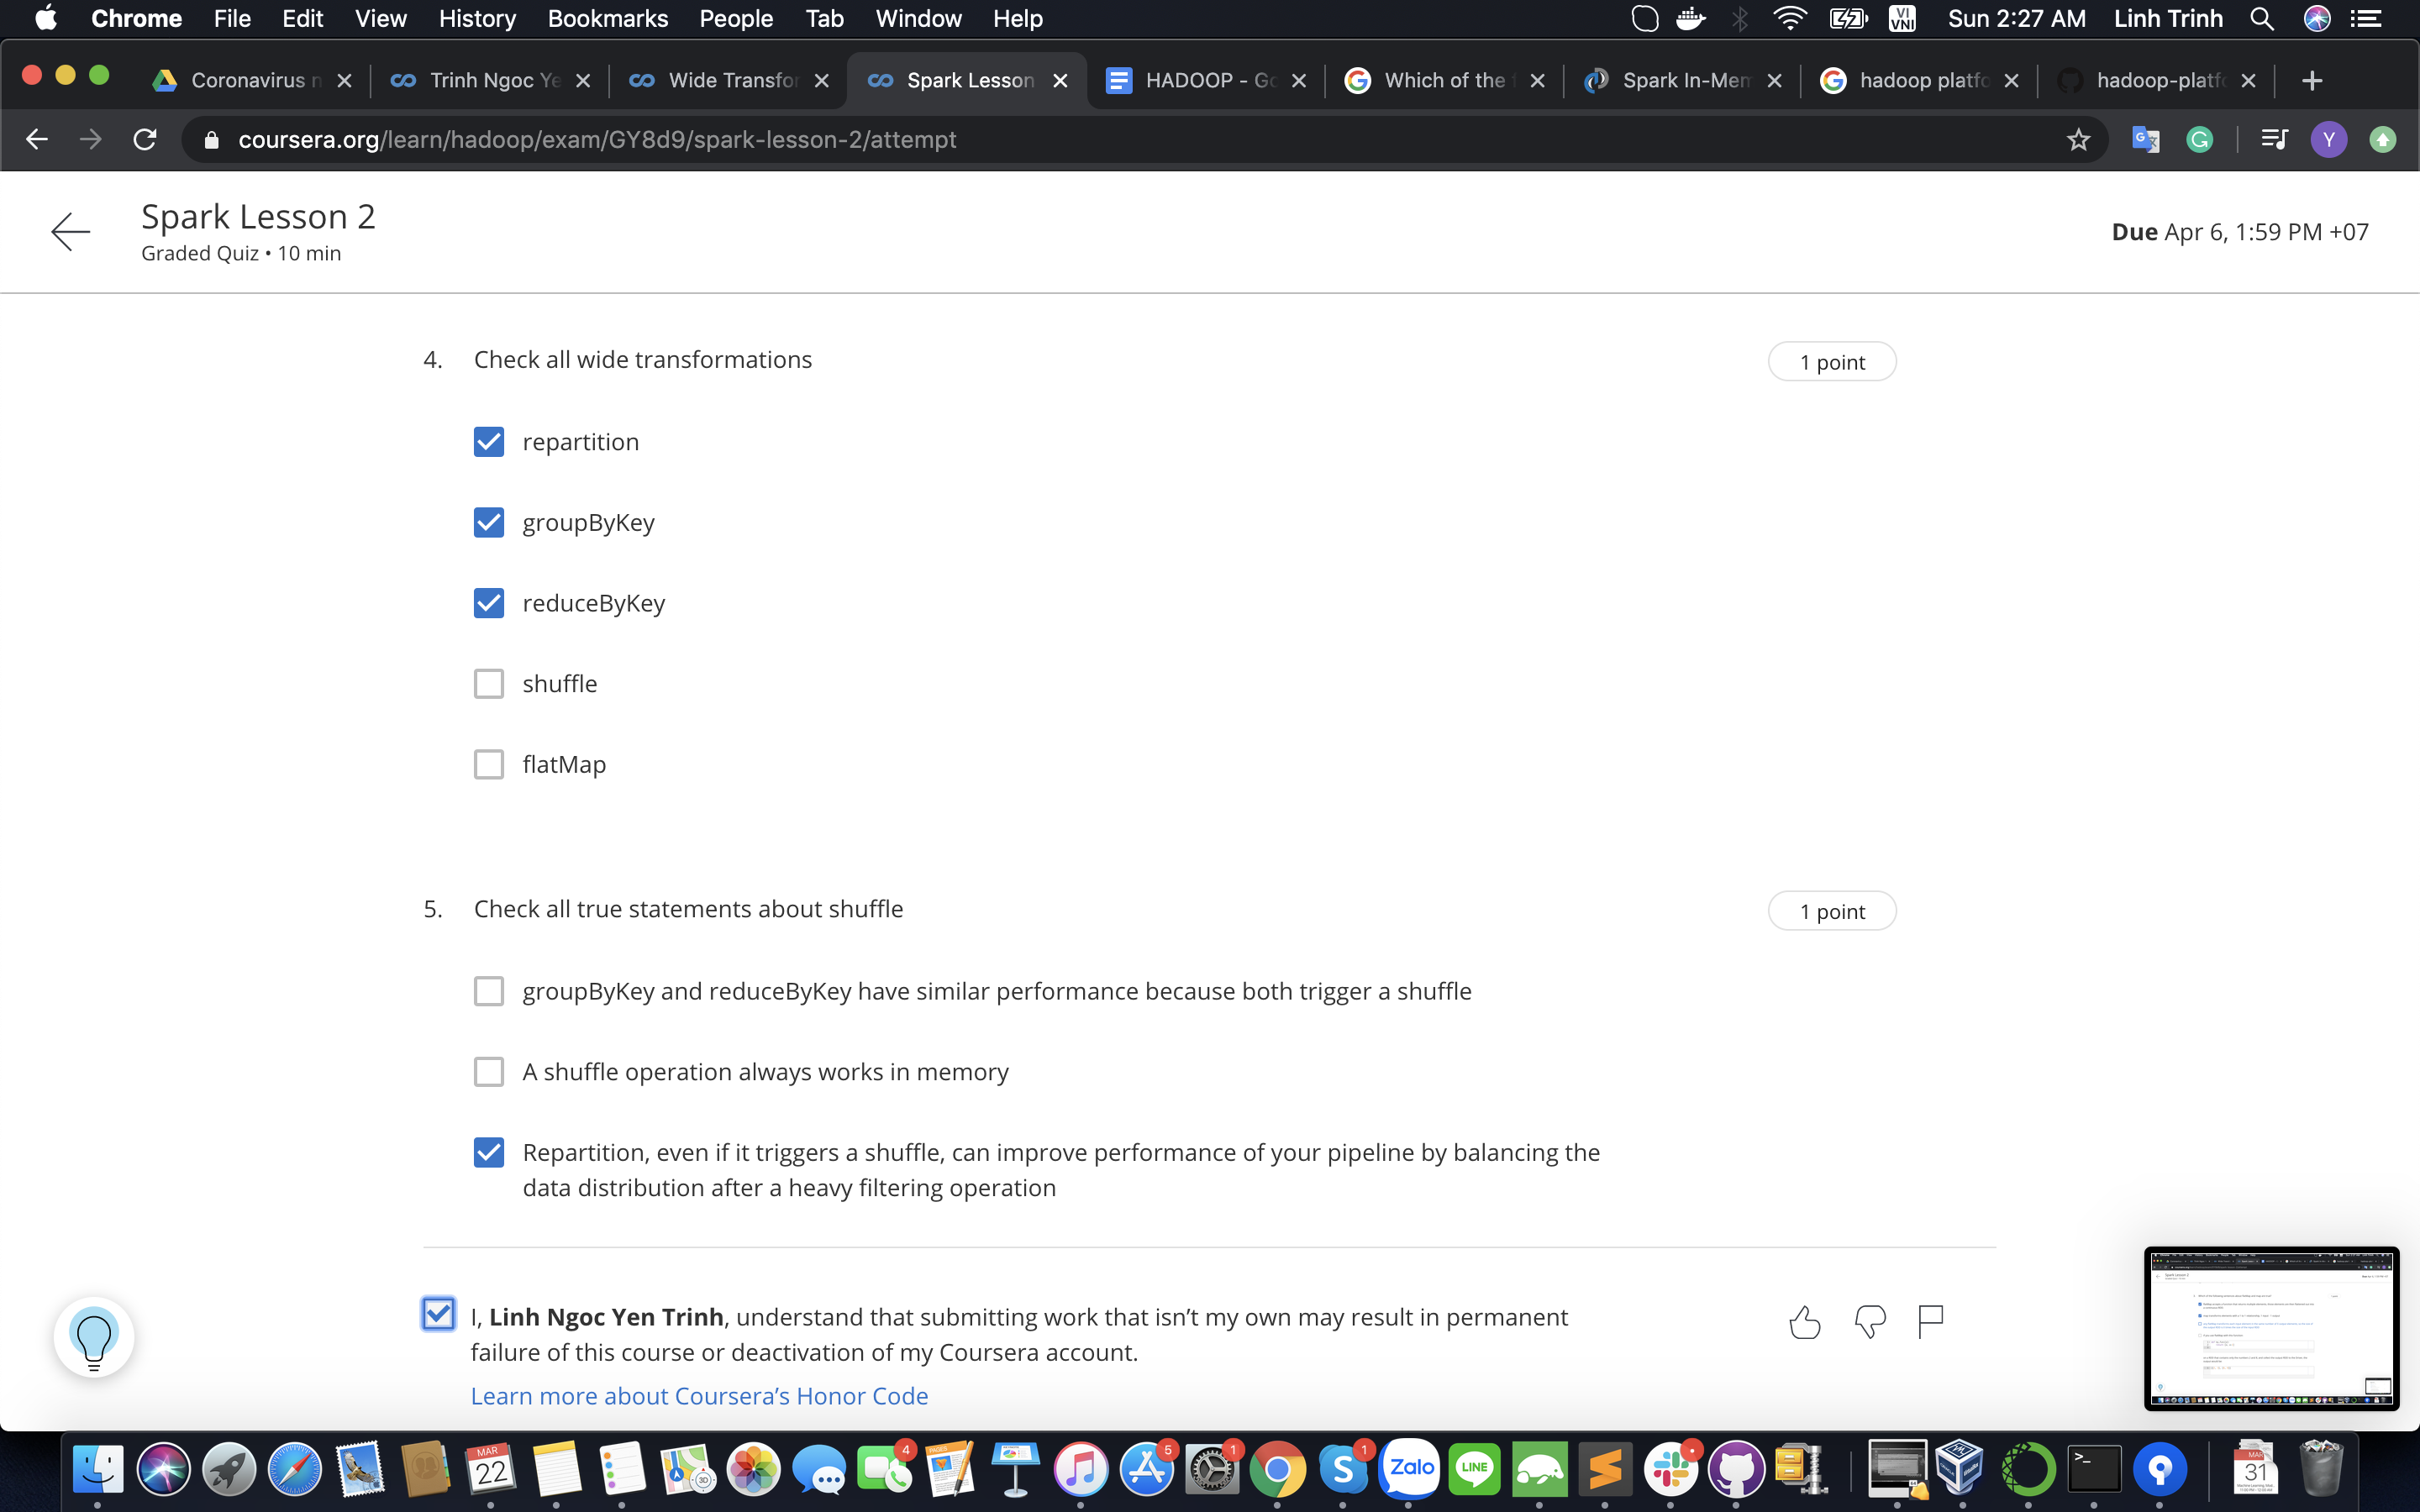 Chrome File Edit View History Bookmarks People Tab Window Help VI VNI Sun 2:27 AM Linh Trinh
Coronavirus Trinh Ngoc Ye Wide Transfor Spark Lesson HADOOP - Go Which of the Spark In-Mem hadoop platfo hadoop-platfo
coursera.org/learn/hadoop/exam/GY8d9/spark-lesson-2/attempt Y
Spark Lesson 2
Graded Quiz • 10 min
Due Apr 6, 1:59 PM +07
4. Check all wide transformations 1 point
repartition
groupByKey
reduceByKey
shuffle
flatMap
5. Check all true statements about shuffle 1 point
groupByKey and reduceByKey have similar performance because both trigger a shuffle
A shuffle operation always works in memory
Repartition, even if it triggers a shuffle, can improve performance of your pipeline by balancing the
data distribution after a heavy filtering operation
I, Linh Ngoc Yen Trinh, understand that submitting work that isn’t my own may result in permanent
failure of this course or deactivation of my Coursera account.
Learn more about Coursera’s Honor Code
MAR 22 3D 4 PAGES 5 1 S 1 Zalo LINE >_ MAR 31